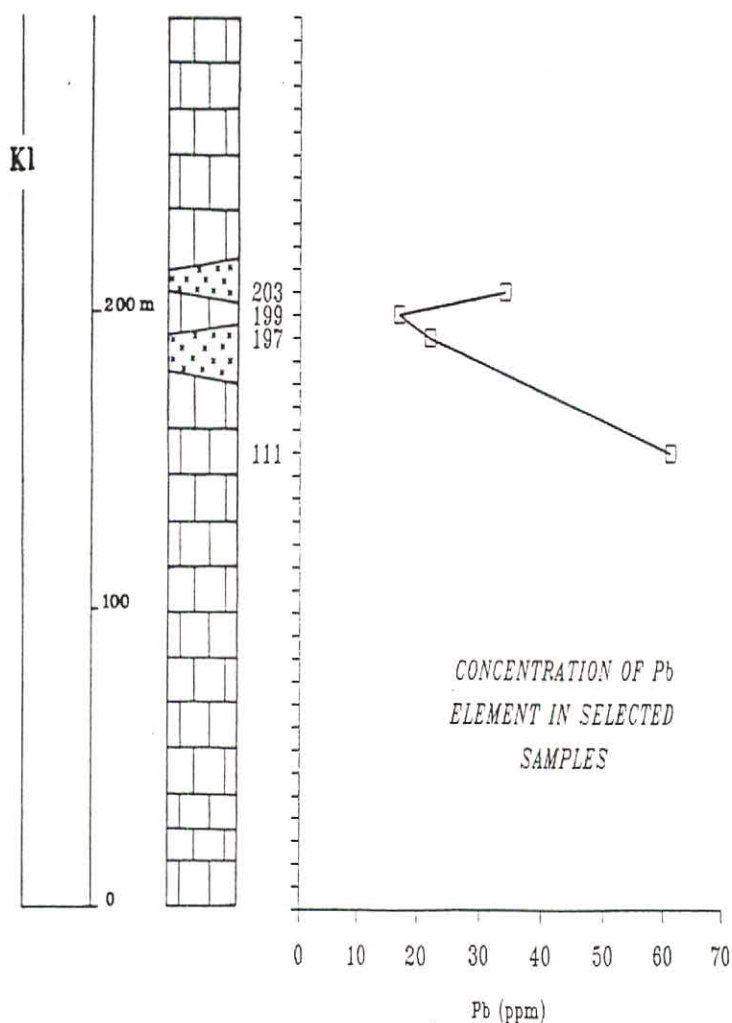 Kl
203
200 m
199
197
111
100
CONCENTRATION OF Pb
ELEMENT IN SELECTED
SAMPLES
0
0 10 20 30 40 50 60 70
Pb (ppm)